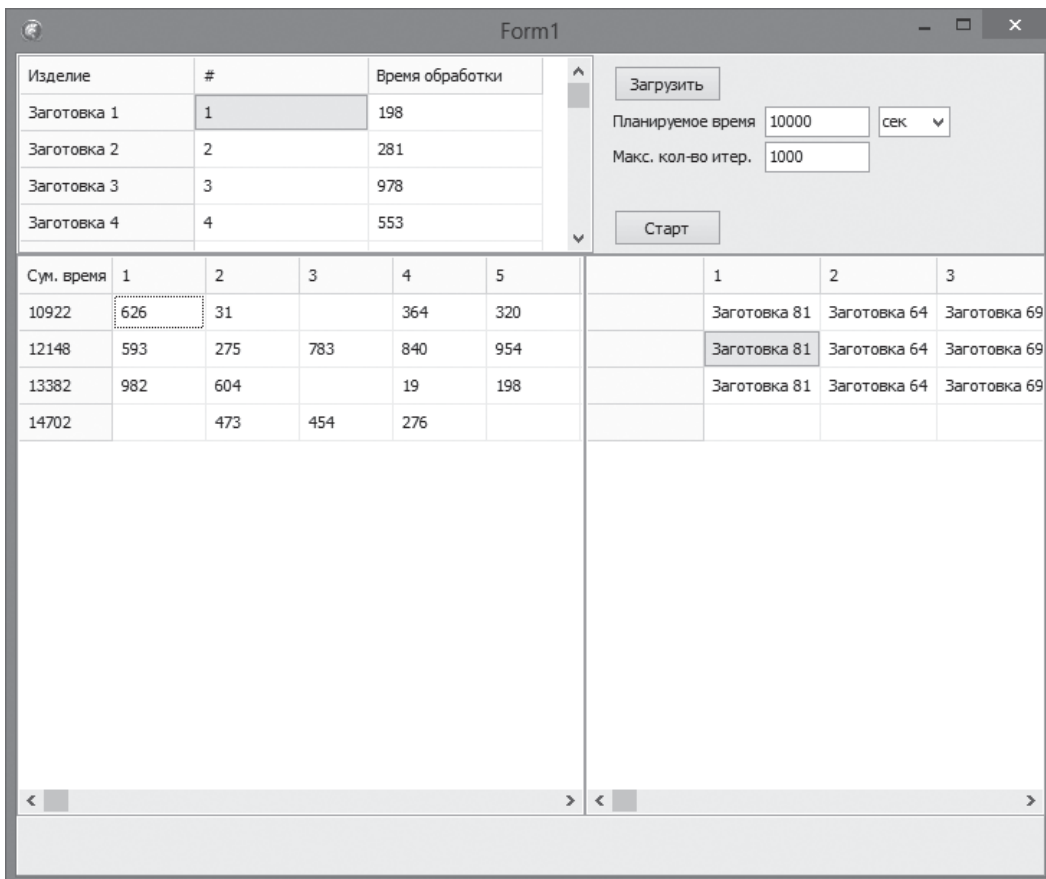 Form1
Изделие # Время обработки
Заготовка 1 1 198
Заготовка 2 2 281
Заготовка 3 3 978
Заготовка 4 4 553
Загрузить
Планируемое время 10000 сек
Макс. кол-во итер. 1000
Старт
Сум. время 1 2 3 4 5
10922 626 31 364 320
12148 593 275 783 840 954
13382 982 604 19 198
14702 473 454 276
1 2 3
Заготовка 81 Заготовка 64 Заготовка 69
Заготовка 81 Заготовка 64 Заготовка 69
Заготовка 81 Заготовка 64 Заготовка 69